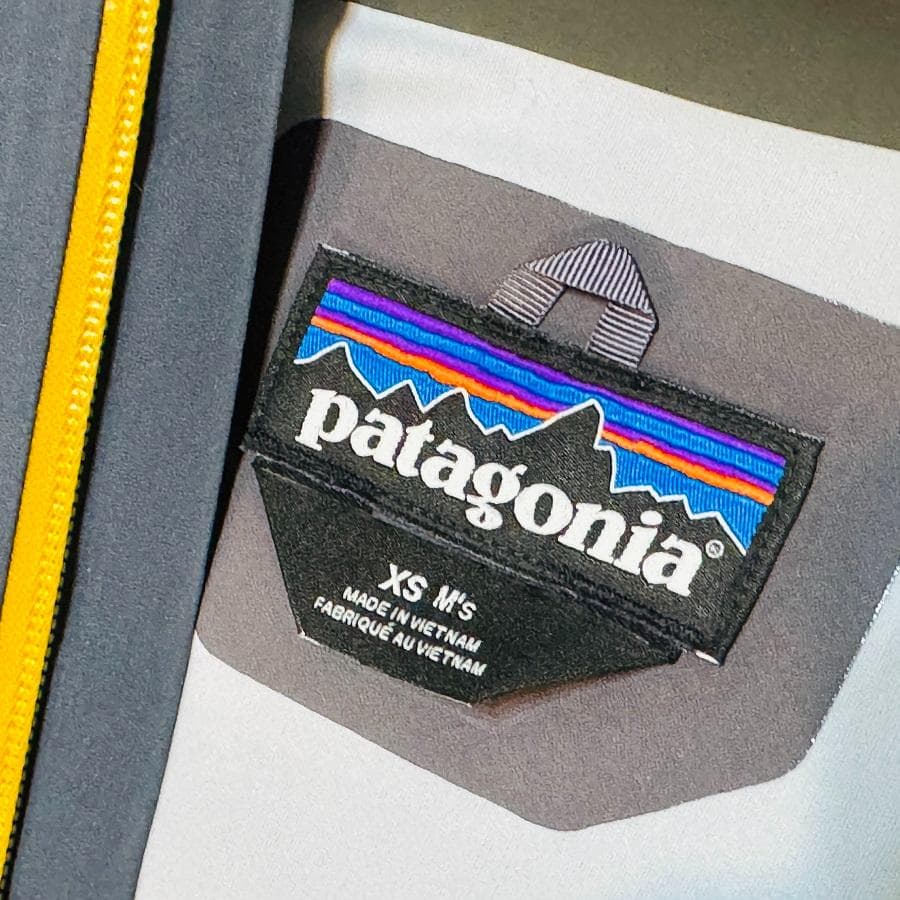 patagonia®
XS M's
MADE IN VIETNAM
FABRIQUÉ AU VIETNAM